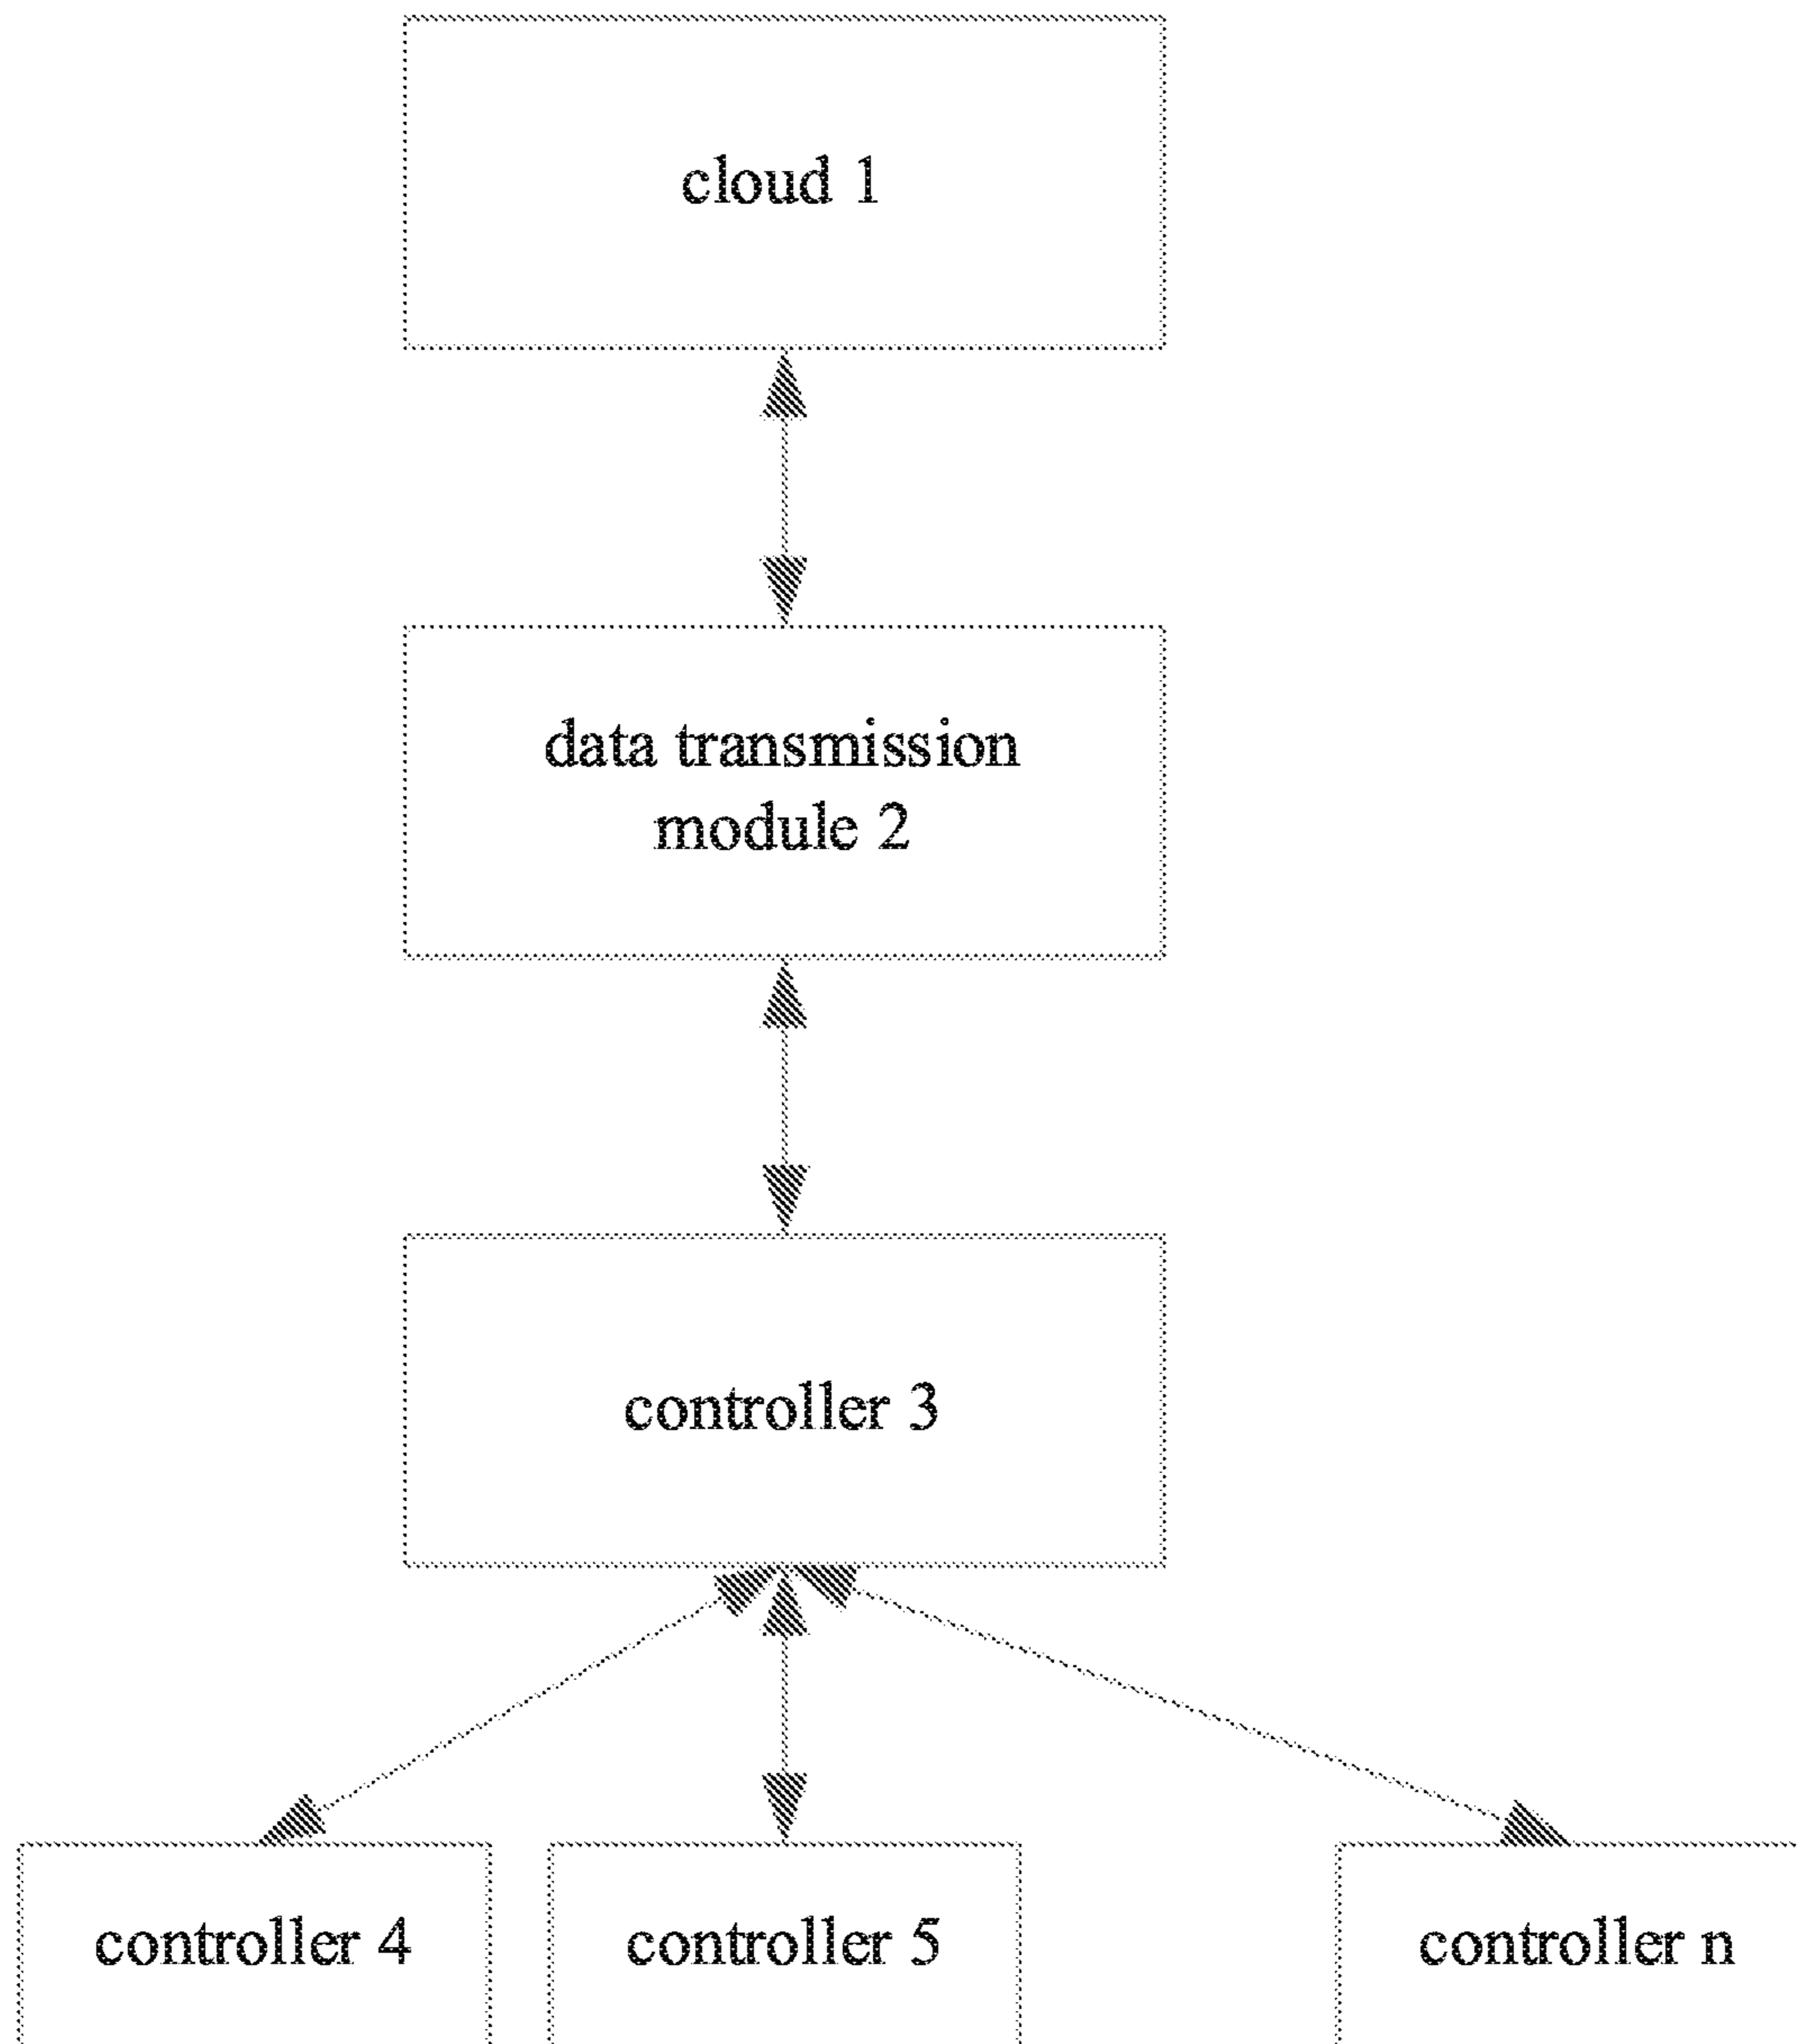 cloud 1
data transmission
module 2
controller 3
controller 4
controller 5
controller n